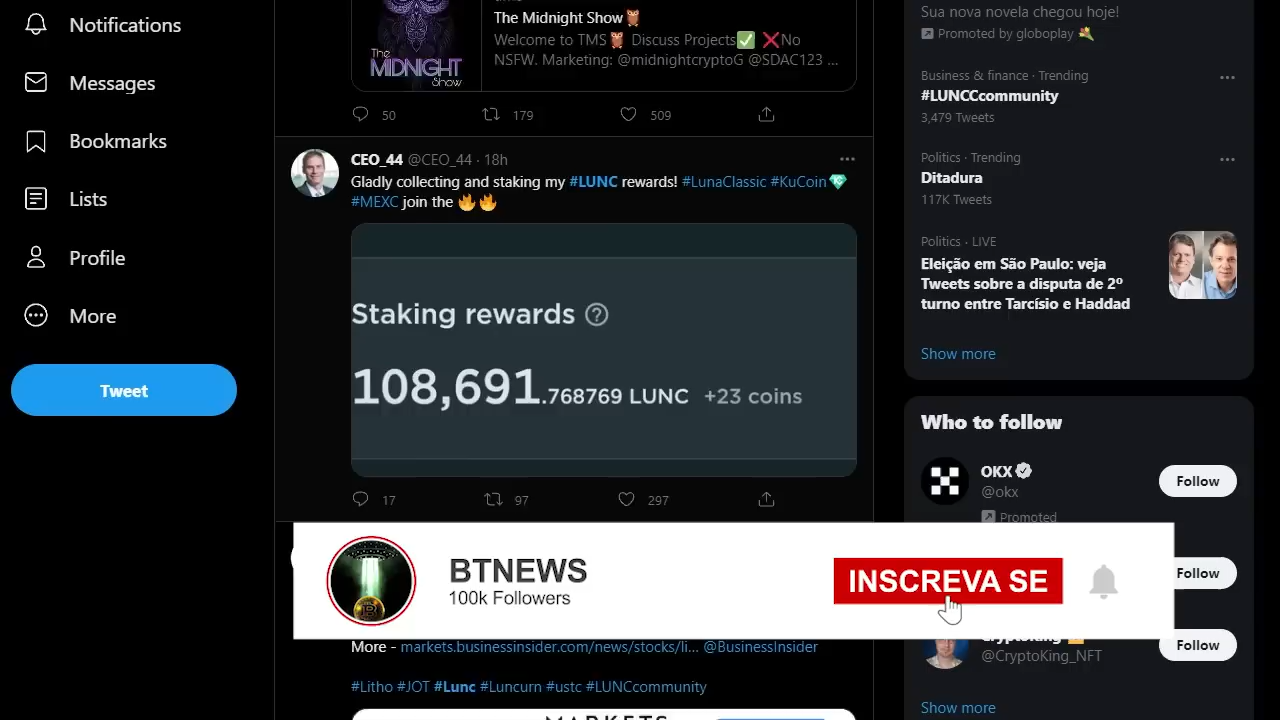 Notifications
Messages
Bookmarks
Lists
Profile
More
Tweet
The Midnight Show🦉
Welcome to TMS🦉 Discuss Projects✅ ❌No
NSFW. Marketing: @midnightcryptoG @SDAC123 ...
The
MIDNIGHT
Show
50 179 509
CEO_44 @CEO_44 · 18h
Gladly collecting and staking my #LUNC rewards! #LunaClassic #KuCoin💎
#MEXC join the 🔥🔥
Staking rewards ?
108,691.768769 LUNC +23 coins
17 97 297
BTNEWS
100k Followers
INSCREVA SE
More - markets.businessinsider.com/news/stocks/li... @BusinessInsider
#Litho #JOT #Lunc #Luncurn #ustc #LUNCcommunity
MARKETS
Sua nova novela chegou hoje!
Promoted by globoplay 💐
Business & finance · Trending
#LUNCCcommunity
3,479 Tweets
Politics · Trending
Ditadura
117K Tweets
Politics · LIVE
Eleição em São Paulo: veja
Tweets sobre a disputa de 2º
turno entre Tarcísio e Haddad
Show more
Who to follow
OKX
@okx
Promoted
Follow
Follow
CryptoKing
@CryptoKing_NFT
Follow
Show more